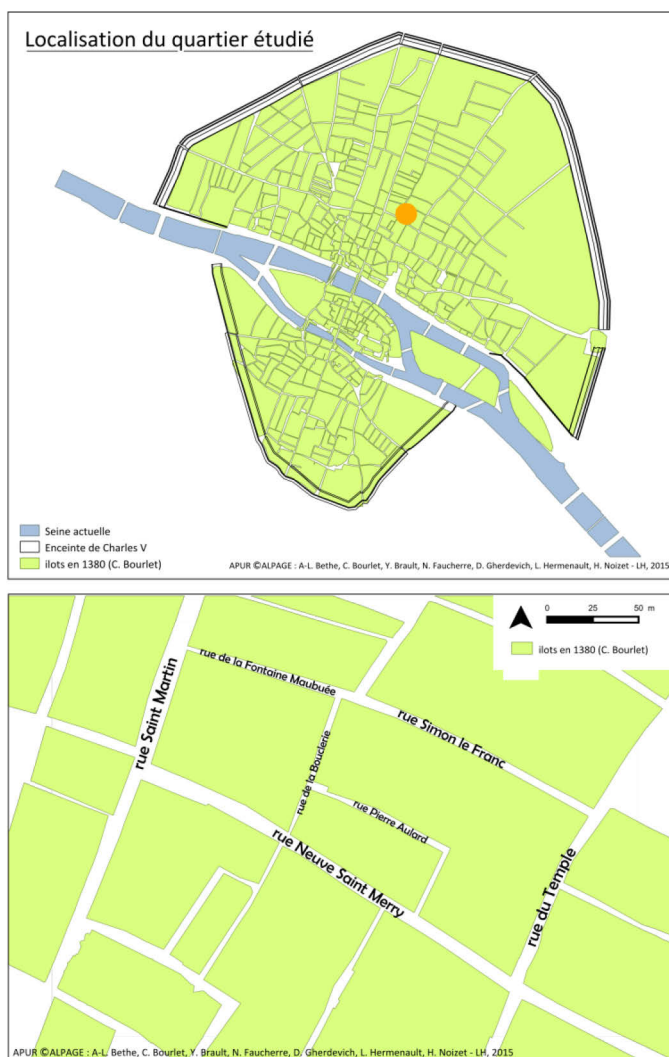 Localisation du quartier étudié
Seine actuelle
Enceinte de Charles V
ilots en 1380 (C. Bourlet)
APUR ©ALPAGE : A-L. Bethe, C. Bourlet, Y. Brault, N. Faucherre, D. Gherdevich, L. Hermenault, H. Noizet - LH, 2015
0 25 50 m
ilots en 1380 (C. Bourlet)
rue Saint Martin
rue de la Fontaine Maubuée
rue Simon le Franc
rue de la Bouclerie
rue Pierre Aulard
rue Neuve Saint Merry
rue du Temple
APUR ©ALPAGE : A-L. Bethe, C. Bourlet, Y. Brault, N. Faucherre, D. Gherdevich, L. Hermenault, H. Noizet - LH, 2015